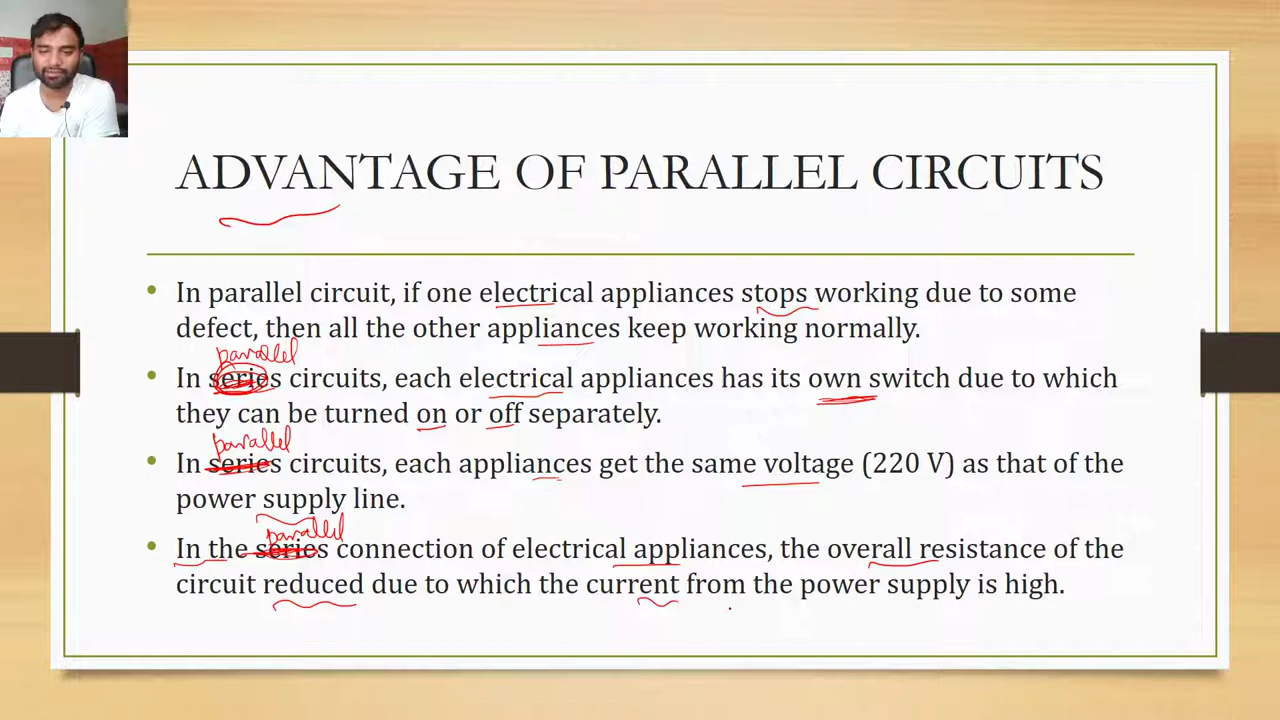 ADVANTAGE OF PARALLEL CIRCUITS
• In parallel circuit, if one electrical appliances stops working due to some
defect, then all the other appliances keep working normally.
parallel
• In series circuits, each electrical appliances has its own switch due to which
they can be turned on or off separately.
parallel
• In series circuits, each appliances get the same voltage (220 V) as that of the
power supply line.
parallel
• In the series connection of electrical appliances, the overall resistance of the
circuit reduced due to which the current from the power supply is high.